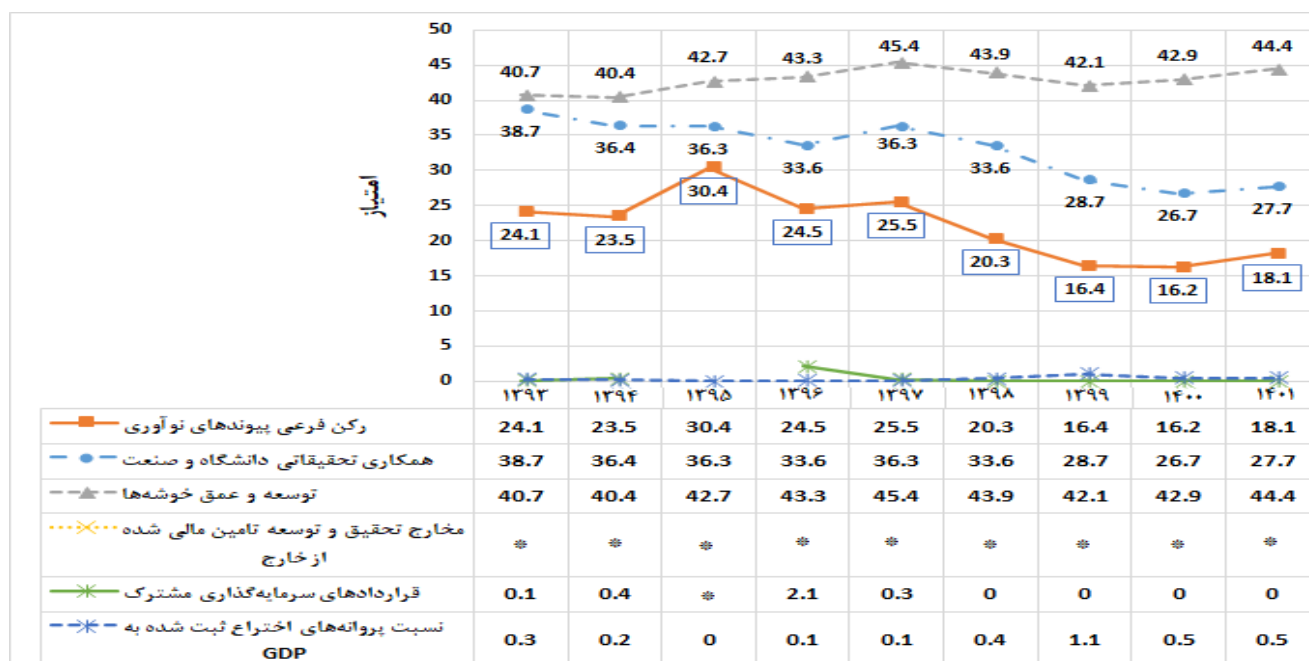 50
45
40
35
30
25
20
15
10
5
0
امتیاز
40.7 40.4 42.7 43.3 45.4 43.9 42.1 42.9 44.4
38.7 36.4 36.3 33.6 36.3 33.6 28.7 26.7 27.7
24.1 23.5 30.4 24.5 25.5 20.3 16.4 16.2 18.1
۱۳۹۳ ۱۳۹۴ ۱۳۹۵ ۱۳۹۶ ۱۳۹۷ ۱۳۹۸ ۱۳۹۹ ۱۴۰۰ ۱۴۰۱
رکن فرعی پیوندهای نوآوری 24.1 23.5 30.4 24.5 25.5 20.3 16.4 16.2 18.1
همکاری تحقیقاتی دانشگاه و صنعت 38.7 36.4 36.3 33.6 36.3 33.6 28.7 26.7 27.7
توسعه و عمق خوشه‌ها 40.7 40.4 42.7 43.3 45.4 43.9 42.1 42.9 44.4
مخارج تحقیق و توسعه تامین مالی شده
از خارج * * * * * * * * *
قراردادهای سرمایه‌گذاری مشترک 0.1 0.4 * 2.1 0.3 0 0 0 0
نسبت پروانه‌های اختراع ثبت شده به
GDP 0.3 0.2 0 0.1 0.1 0.4 1.1 0.5 0.5